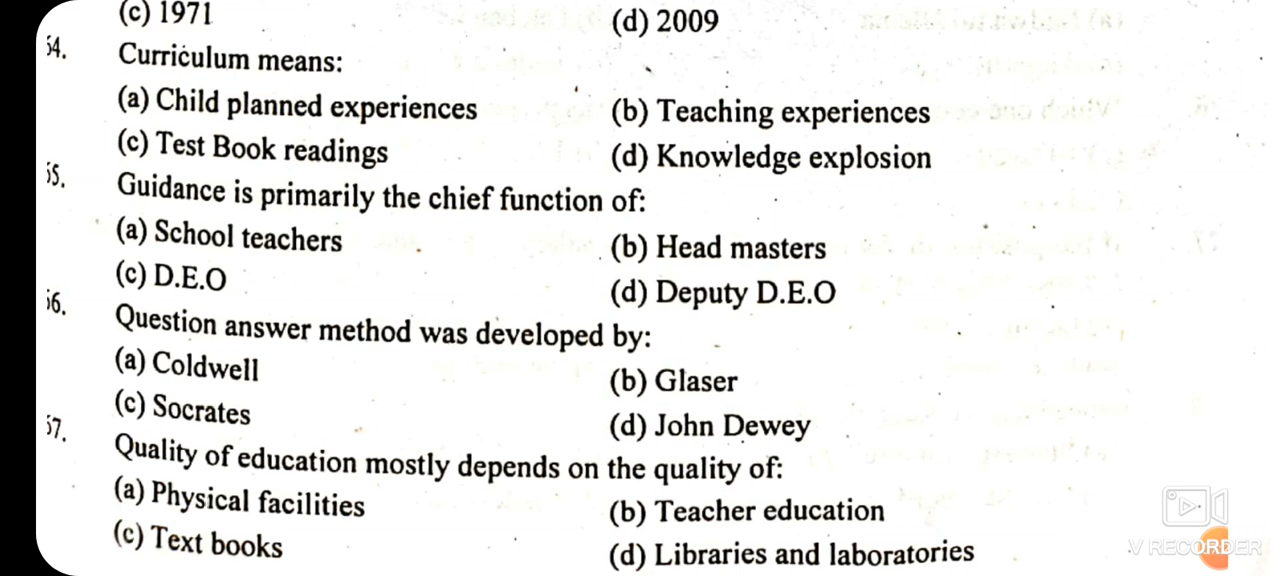 (c) 1971 (d) 2009
54. Curriculum means:
(a) Child planned experiences (b) Teaching experiences
(c) Test Book readings (d) Knowledge explosion
55. Guidance is primarily the chief function of:
(a) School teachers (b) Head masters
(c) D.E.O (d) Deputy D.E.O
56. Question answer method was developed by:
(a) Coldwell (b) Glaser
(c) Socrates (d) John Dewey
57. Quality of education mostly depends on the quality of:
(a) Physical facilities (b) Teacher education
(c) Text books (d) Libraries and laboratories
V RECORDER